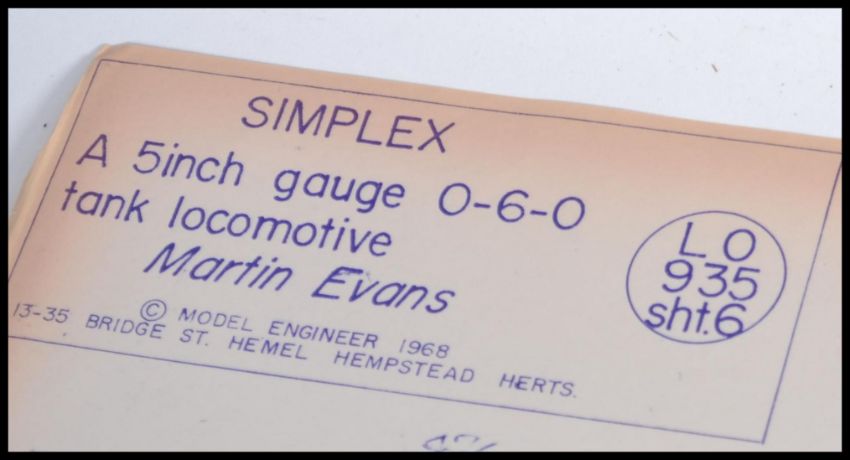 SIMPLEX
A 5inch gauge 0-6-0
tank locomotive
Martin Evans
© MODEL ENGINEER 1968
13-35 BRIDGE ST. HEMEL HEMPSTEAD HERTS.
LO
935
sht.6